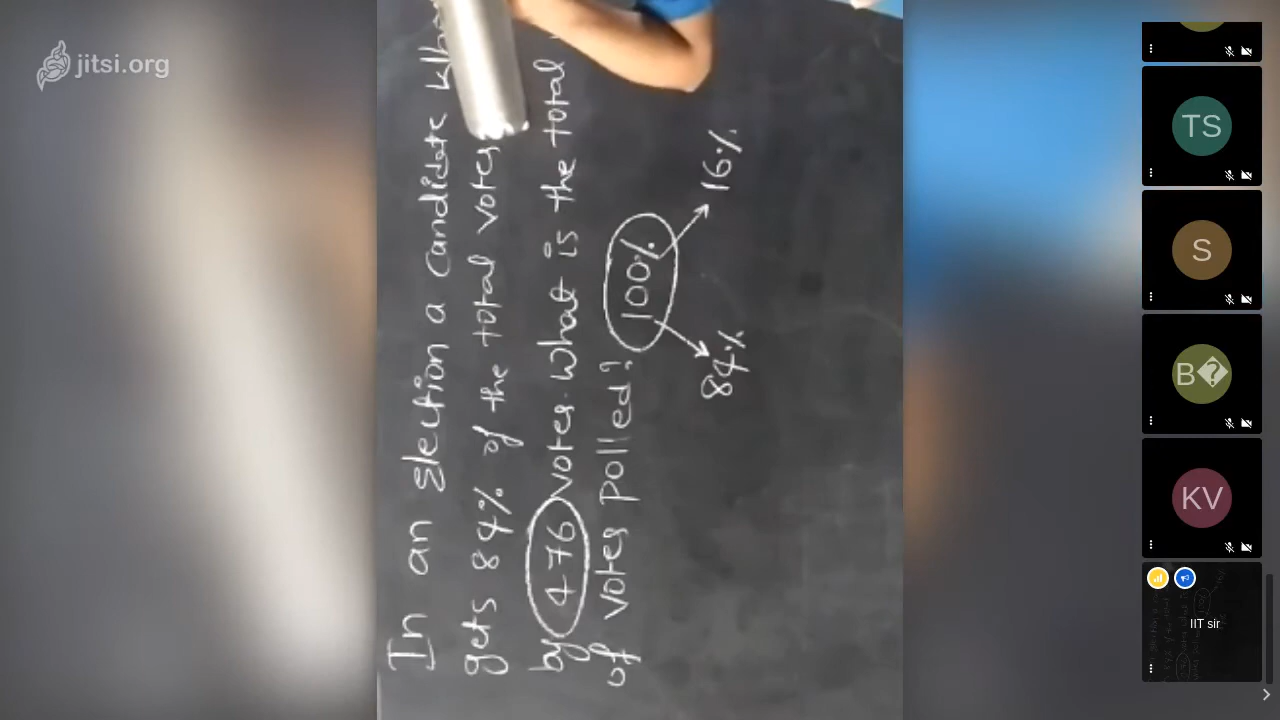 jitsi.org
In an Election a candidate
gets 84% of the total votes
by 476 votes. What is the total
of votes polled?
100%
84% 16%
TS
S
B�
KV
IIT sir